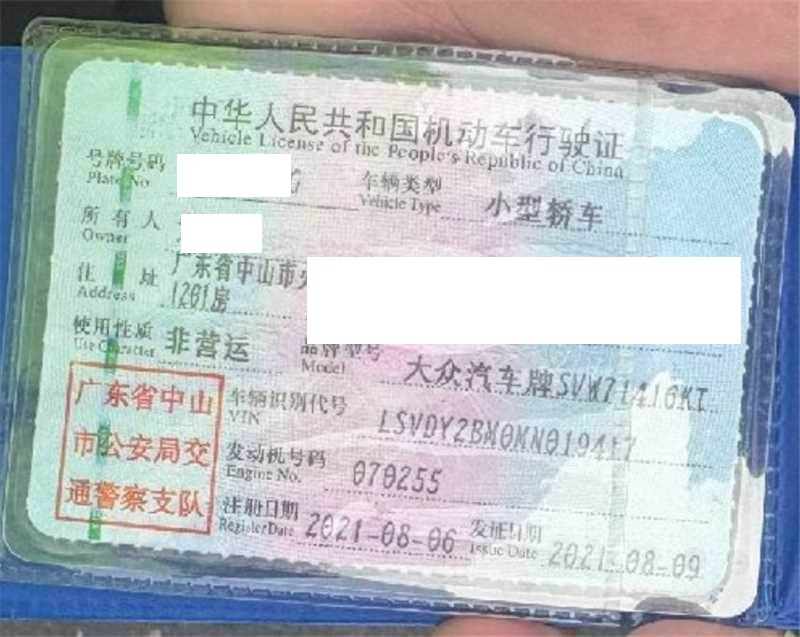 中华人民共和国机动车行驶证
Vehicle License of the People's Republic of China
号牌号码
Plate No.
G
车辆类型
Vehicle Type
小型轿车
所有人
Owner
住址
Address
广东省中山市火
1201房
使用性质
Use Character
非营运
品牌型号
Model
大众汽车牌SVW71416KI
广东省中山
市公安局交
通警察支队
车辆识别代号
VIN
发动机号码
Engine No.
070255
注册日期
Register Date
2021-08-06
发证日期
Issue Date
2021-08-09